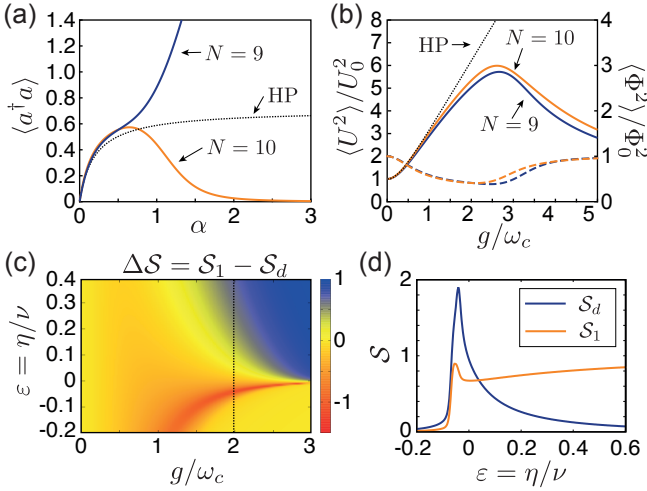 (a)
1.4
1.2
1.0
0.8
0.6
0.4
0.2
0
⟨a†a⟩
N = 9
HP
N = 10
0 1 2 3
α
(b)
8
7
6
5
4
3
2
1
0
⟨U²⟩/U₀²
HP
N = 10
N = 9
4
3
2
1
0
⟨Φ²⟩/Φ₀²
0 1 2 3 4 5
g/ω_c
(c)
ΔS = S₁ − S_d
0.4
0.3
0.2
0.1
0
-0.1
-0.2
ε = η/ν
0 1 2 3
g/ω_c
1
0
-1
(d)
2
1
0
S
S_d
S₁
-0.2 0 0.2 0.4 0.6
ε = η/ν